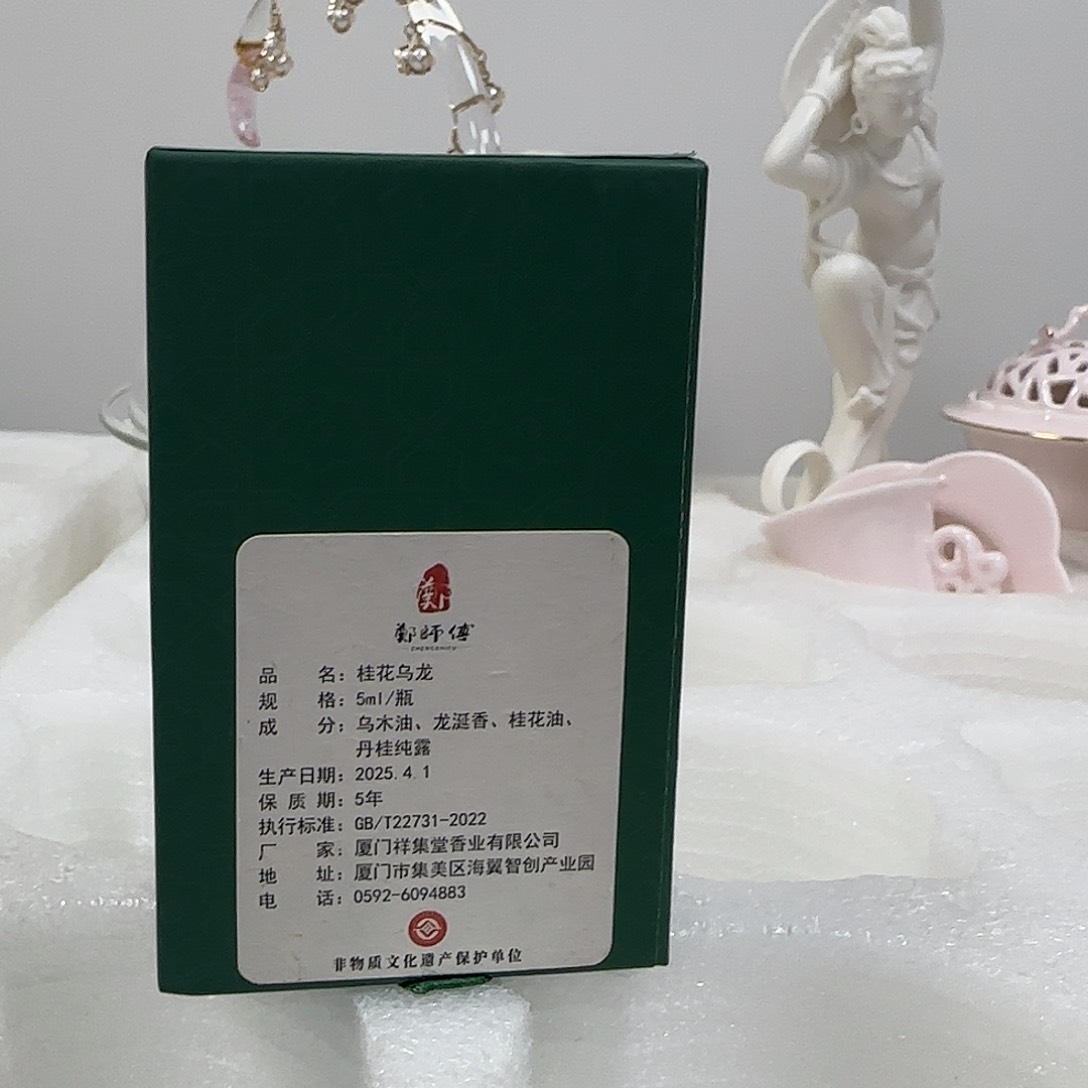 鄭師傅
ZHENGSHIFU
品 名：桂花乌龙
规 格：5ml/瓶
成 分：乌木油、龙涎香、桂花油、
丹桂纯露
生产日期：2025.4.1
保 质 期：5年
执行标准：GB/T22731-2022
厂 家：厦门祥集堂香业有限公司
地 址：厦门市集美区海翼智创产业园
电 话：0592-6094883
非物质文化遗产保护单位